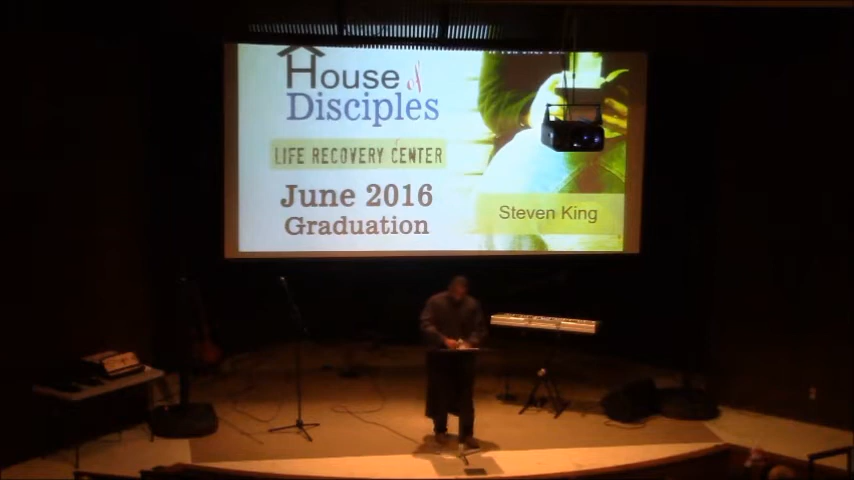 House of
Disciples
LIFE RECOVERY CENTER
June 2016
Graduation
Steven King